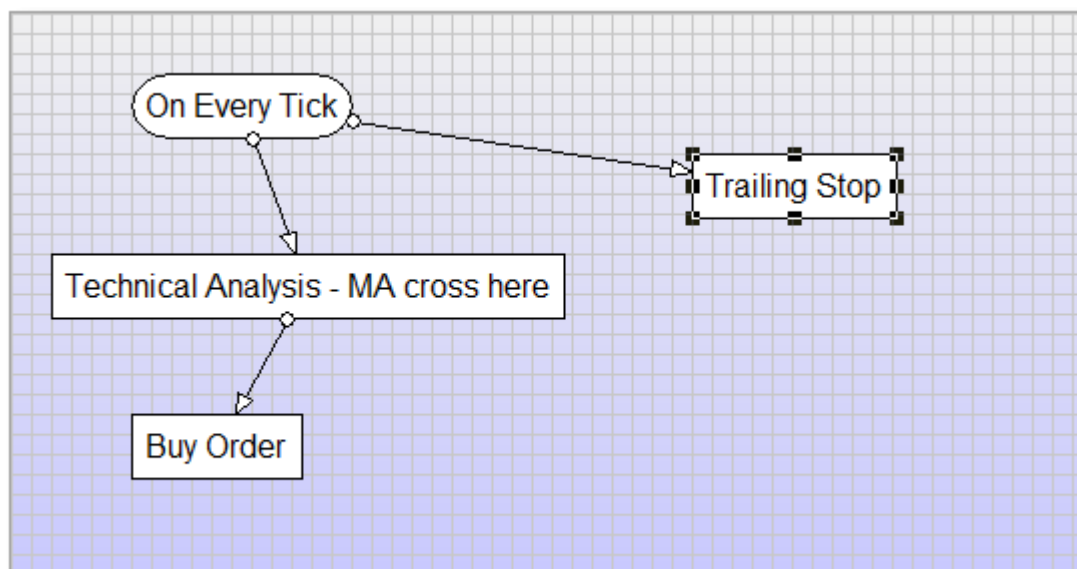 On Every Tick
Trailing Stop
Technical Analysis - MA cross here
Buy Order